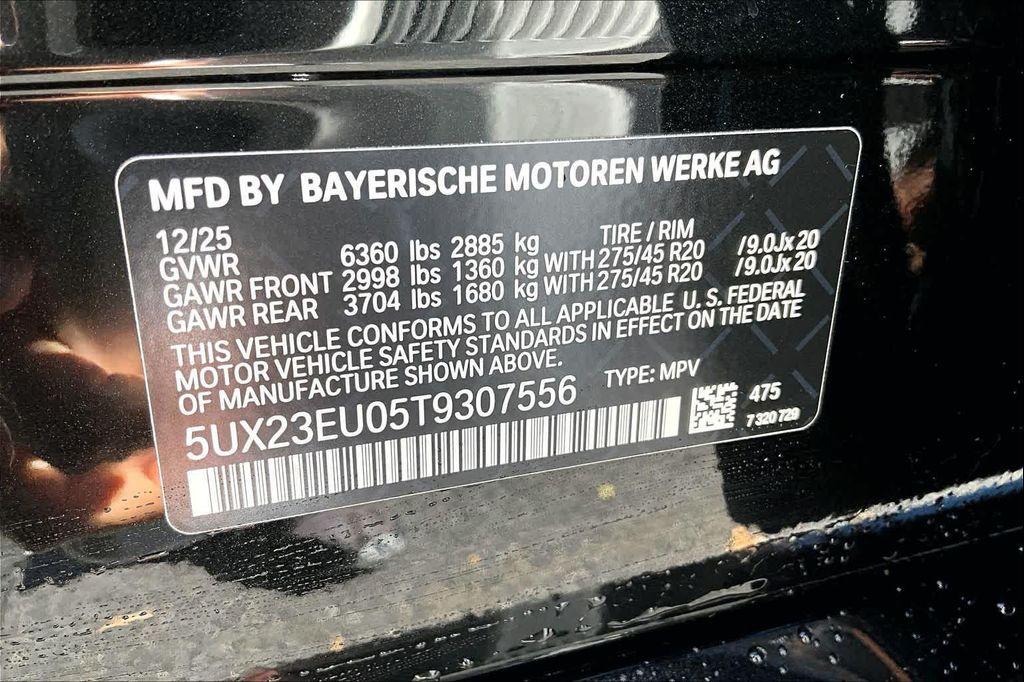 MFD BY BAYERISCHE MOTOREN WERKE AG
12/25 TIRE / RIM
GVWR 6360 lbs 2885 kg
GAWR FRONT 2998 lbs 1360 kg WITH 275/45 R20 /9.0Jx20
GAWR REAR 3704 lbs 1680 kg WITH 275/45 R20 /9.0Jx20
THIS VEHICLE CONFORMS TO ALL APPLICABLE U. S. FEDERAL
MOTOR VEHICLE SAFETY STANDARDS IN EFFECT ON THE DATE
OF MANUFACTURE SHOWN ABOVE.
TYPE: MPV
5UX23EU05T9307556
475
7 320 729